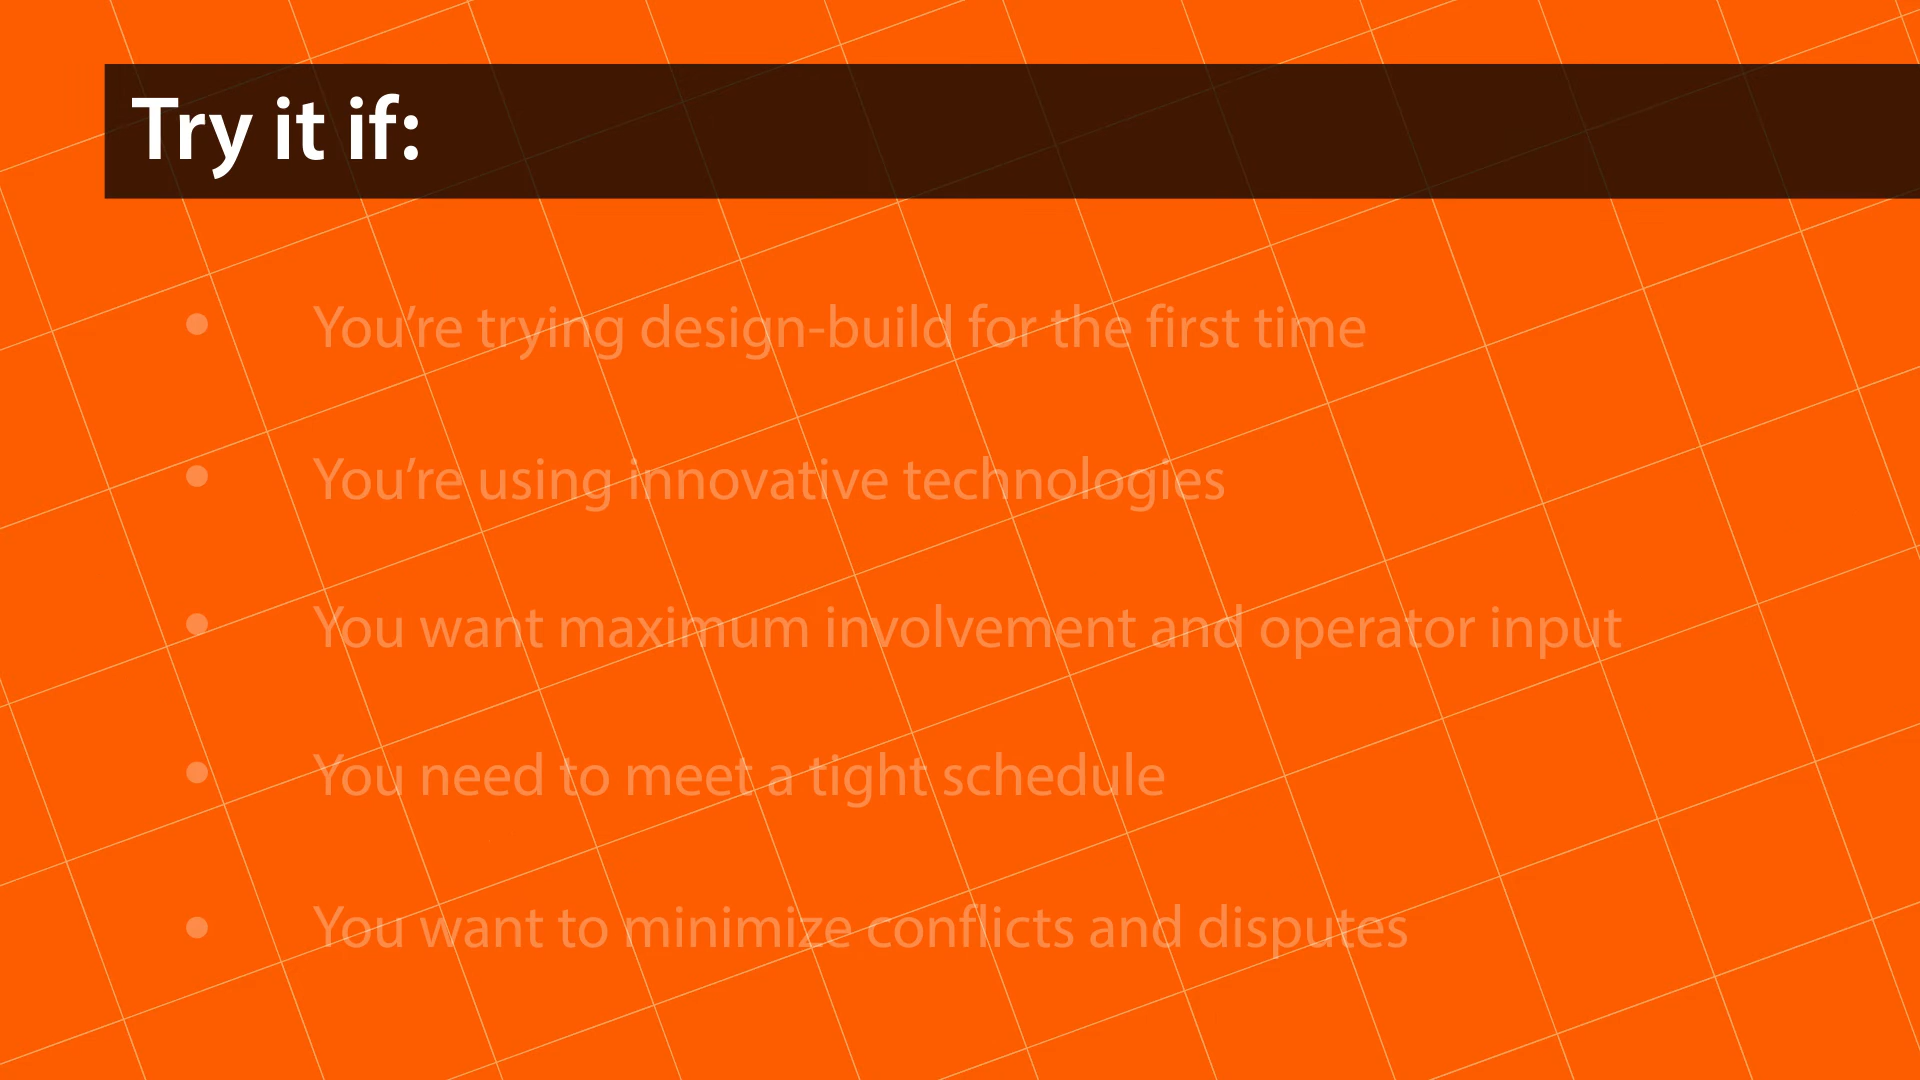 Try it if:
• You’re trying design-build for the first time
• You’re using innovative technologies
• You want maximum involvement and operator input
• You need to meet a tight schedule
• You want to minimize conflicts and disputes